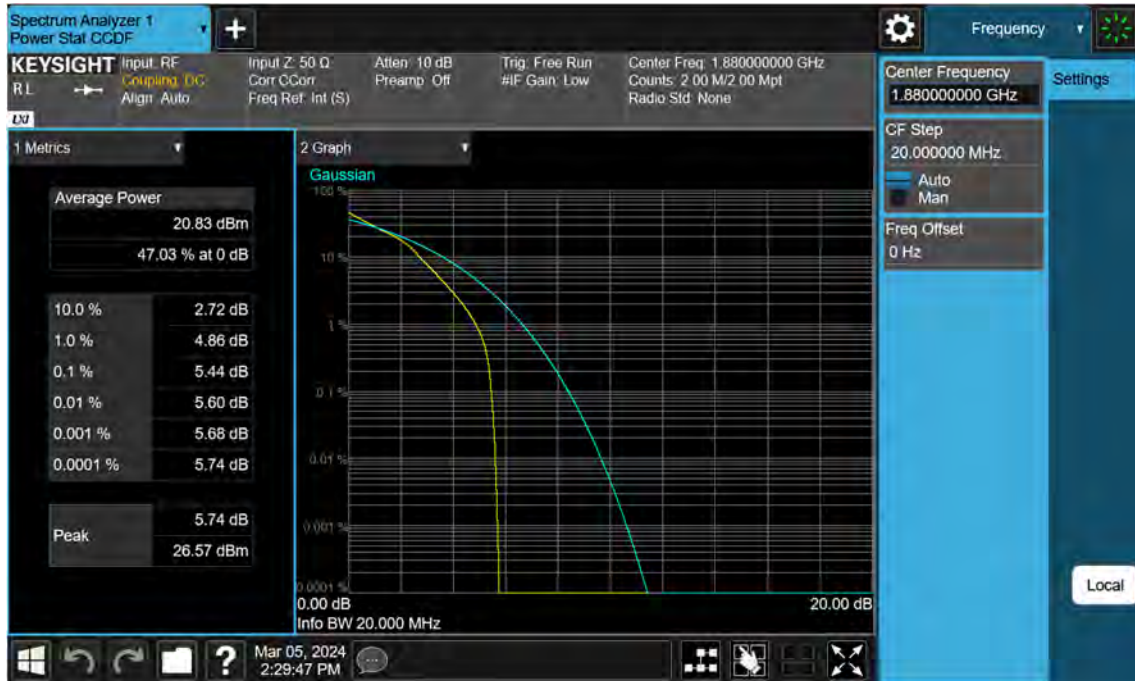 Spectrum Analyzer 1
Power Stat CCDF
Frequency
KEYSIGHT
RL
LXI
Input: RF
Coupling: DC
Align: Auto
Input Z: 50 Ω
Corr CCorr
Freq Ref: Int (S)
Atten: 10 dB
Preamp: Off
Trig: Free Run
#IF Gain: Low
Center Freq: 1.880000000 GHz
Counts: 2.00 M/2.00 Mpt
Radio Std: None
Center Frequency
1.880000000 GHz
Settings
CF Step
20.000000 MHz
Auto
Man
Freq Offset
0 Hz
Local
1 Metrics
Average Power
20.83 dBm
47.03 % at 0 dB
10.0 % 2.72 dB
1.0 % 4.86 dB
0.1 % 5.44 dB
0.01 % 5.60 dB
0.001 % 5.68 dB
0.0001 % 5.74 dB
Peak
5.74 dB
26.57 dBm
2 Graph
Gaussian
100 %
10 %
1 %
0.1 %
0.01 %
0.001 %
0.0001 %
0.00 dB 20.00 dB
Info BW 20.000 MHz
?
Mar 05, 2024
2:29:47 PM